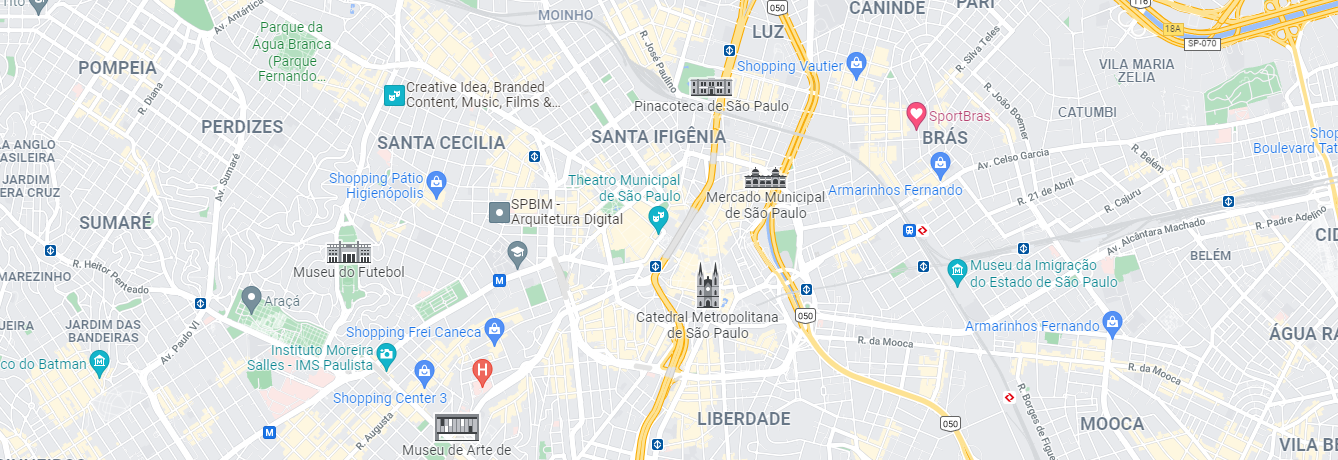 MOINHO
CANINDE
PARI
Av. Antártica
Parque da
Água Branca
(Parque
Fernando...
POMPEIA
R. José Paulino
050
LUZ
Shopping Vautier
R. Silva Teles
116
18A
SP-070
VILA MARIA
ZELIA
Creative Idea, Branded
Content, Music, Films &...
Pinacoteca de São Paulo
R. Diana
PERDIZES
SANTA CECILIA
SANTA IFIGÊNIA
SportBras
BRÁS
R. João Boemer
CATUMBI
LA ANGLO
ASILEIRA
JARDIM
ERA CRUZ
Av. Sumaré
Shopping Pátio
Higienópolis
Theatro Municipal
de São Paulo
Mercado Municipal
de São Paulo
Armarinhos Fernando
Av. Celso Garcia
R. Belém
Shop
Boulevard Tat
R. 21 de Abril
R. Cajuru
SPBIM -
Arquitetura Digital
SUMARÉ
Av. Alcântara Machado
R. Padre Adelino
CID
BELÉM
MAREZINHO
R. Heitor Penteado
Museu do Futebol
M
Museu da Imigração
do Estado de São Paulo
Araçá
Catedral Metropolitana
de São Paulo
050
UEIRA
JARDIM DAS
BANDEIRAS
Av. Paulo VI
Shopping Frei Caneca
Armarinhos Fernando
ÁGUA RA
R. da Mooca
Instituto Moreira
Salles - IMS Paulista
co do Batman
H
R. da Mooca
Shopping Center 3
R. Borges de Figue
M
R. Augusta
Museu de Arte de
LIBERDADE
050
MOOCA
VILA BE